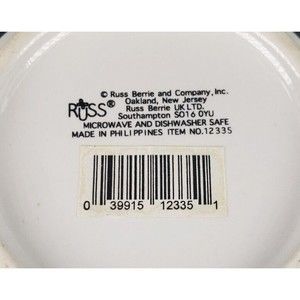 © Russ Berrie and Company, Inc.
Oakland, New Jersey
RUSS® Russ Berrie UK LTD.
Southampton SO16 0YU
MICROWAVE AND DISHWASHER SAFE
MADE IN PHILIPPINES ITEM NO.12335
0 39915 12335 1